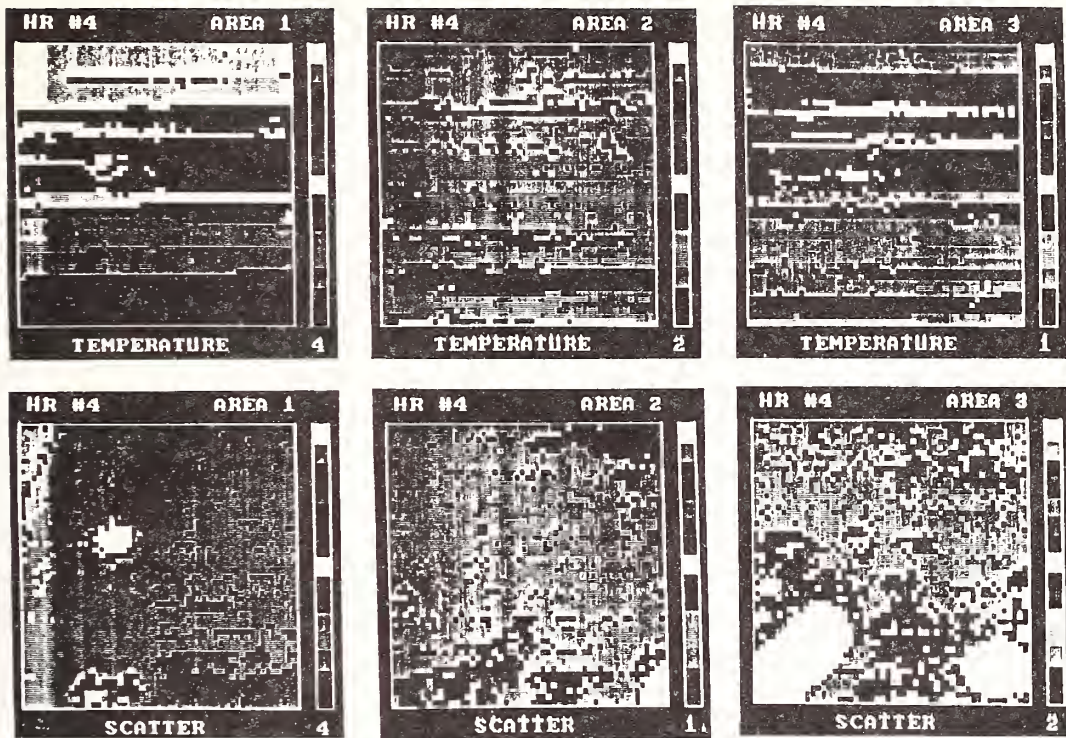 HR #4 AREA 1
TEMPERATURE 4
HR #4 AREA 2
TEMPERATURE 2
HR #4 AREA 3
TEMPERATURE 1
HR #4 AREA 1
SCATTER 4
HR #4 AREA 2
SCATTER 1
HR #4 AREA 3
SCATTER 2